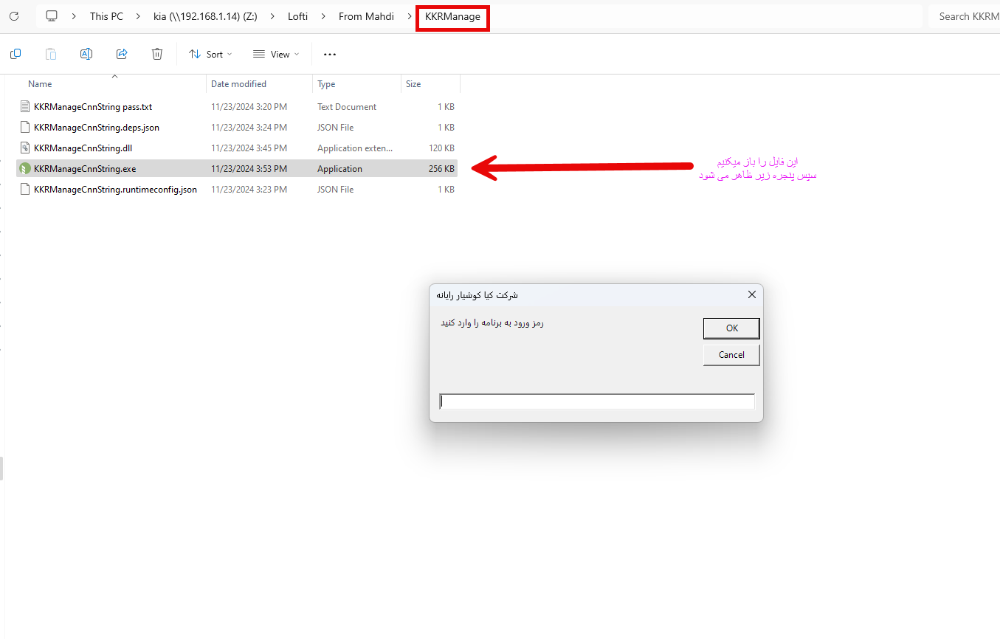 This PC > kia (\\192.168.1.14) (Z:) > Lofti > From Mahdi > KKRManage
Search KKRM
Sort
View
Name Date modified Type Size
KKRManageCnnString pass.txt 11/23/2024 3:20 PM Text Document 1 KB
KKRManageCnnString.deps.json 11/23/2024 3:24 PM JSON File 1 KB
KKRManageCnnString.dll 11/23/2024 3:45 PM Application exten... 120 KB
KKRManageCnnString.exe 11/23/2024 3:53 PM Application 256 KB
KKRManageCnnString.runtimeconfig.json 11/23/2024 3:23 PM JSON File 1 KB
این فایل را باز میکنیم
سپس پنجره زیر ظاهر می شود
شرکت کیا کوشیار رایانه
رمز ورود به برنامه را وارد کنید
OK
Cancel